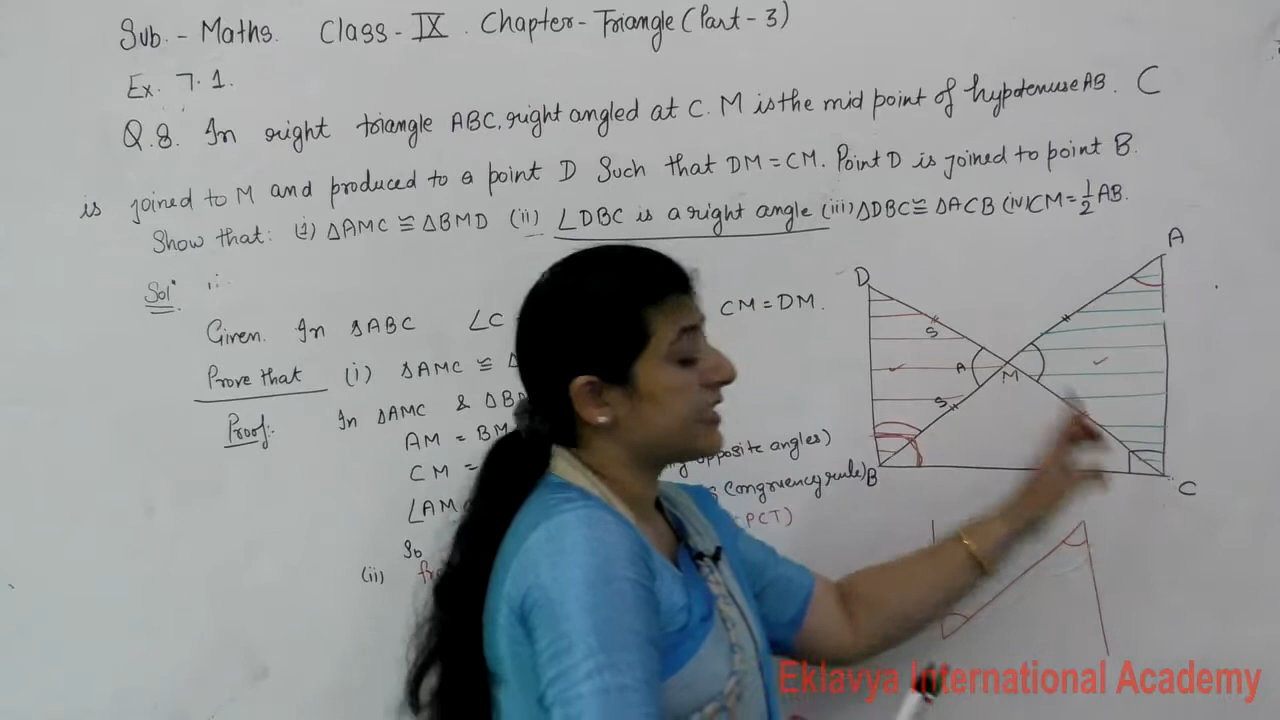 Sub. - Maths. Class - IX. Chapter - Triangle (Part - 3)
Ex. 7.1.
Q.8. In right triangle ABC, right angled at C. M is the mid point of hypotenuse AB. C
is joined to M and produced to a point D Such that DM = CM. Point D is joined to point B.
Show that: (i) ΔAMC ≅ ΔBMD (ii) ∠DBC is a right angle (iii) ΔDBC ≅ ΔACB (iv) CM = 1/2 AB.
Sol
Given. In ΔABC ∠C CM = DM.
Prove that (i) ΔAMC ≅ Δ
Proof:- In ΔAMC & ΔB
AM = BM
CM = opposite angles)
∠AM congruency rule)
So PCT)
(ii)
D
A
S
A
M
S
B
C
Eklavya International Academy